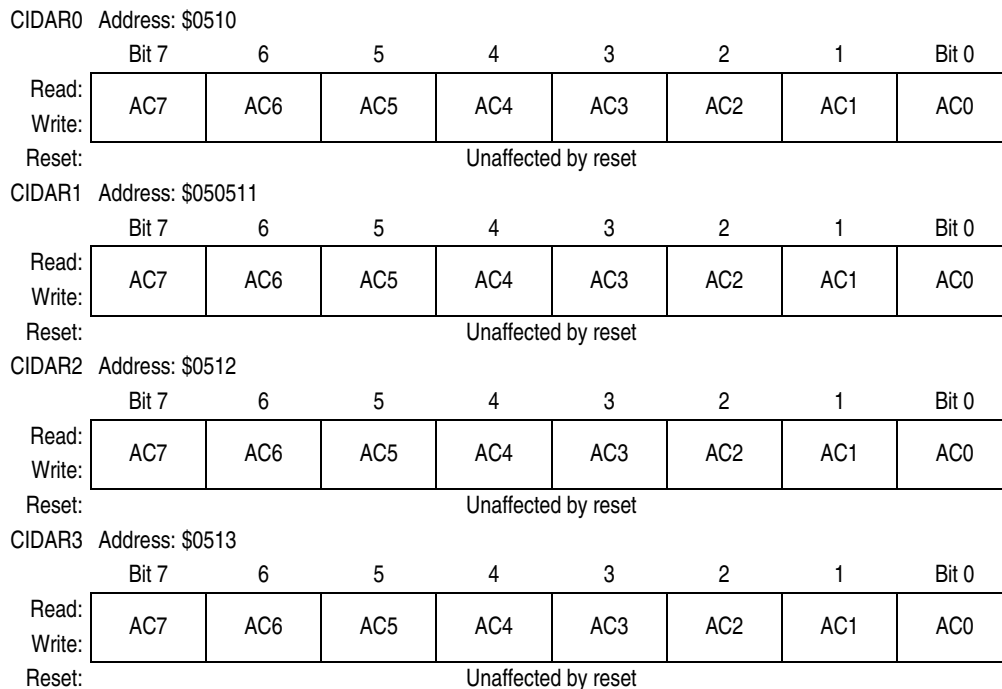 CIDAR0 Address: $0510
Bit 7 6 5 4 3 2 1 Bit 0
Read:
AC7 AC6 AC5 AC4 AC3 AC2 AC1 AC0
Write:
Reset: Unaffected by reset
CIDAR1 Address: $050511
Bit 7 6 5 4 3 2 1 Bit 0
Read:
AC7 AC6 AC5 AC4 AC3 AC2 AC1 AC0
Write:
Reset: Unaffected by reset
CIDAR2 Address: $0512
Bit 7 6 5 4 3 2 1 Bit 0
Read:
AC7 AC6 AC5 AC4 AC3 AC2 AC1 AC0
Write:
Reset: Unaffected by reset
CIDAR3 Address: $0513
Bit 7 6 5 4 3 2 1 Bit 0
Read:
AC7 AC6 AC5 AC4 AC3 AC2 AC1 AC0
Write:
Reset: Unaffected by reset